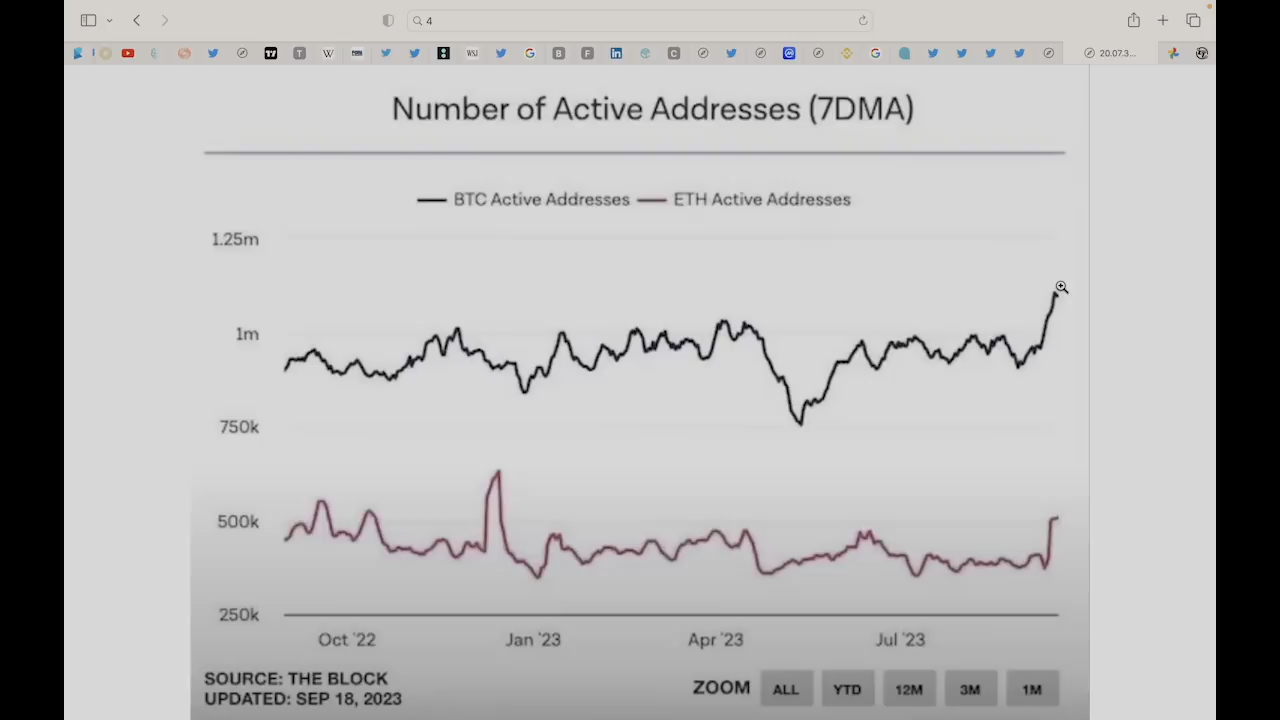 4
20.07.3...
Number of Active Addresses (7DMA)
BTC Active Addresses ETH Active Addresses
1.25m
1m
750k
500k
250k
Oct '22 Jan '23 Apr '23 Jul '23
SOURCE: THE BLOCK
UPDATED: SEP 18, 2023
ZOOM ALL YTD 12M 3M 1M